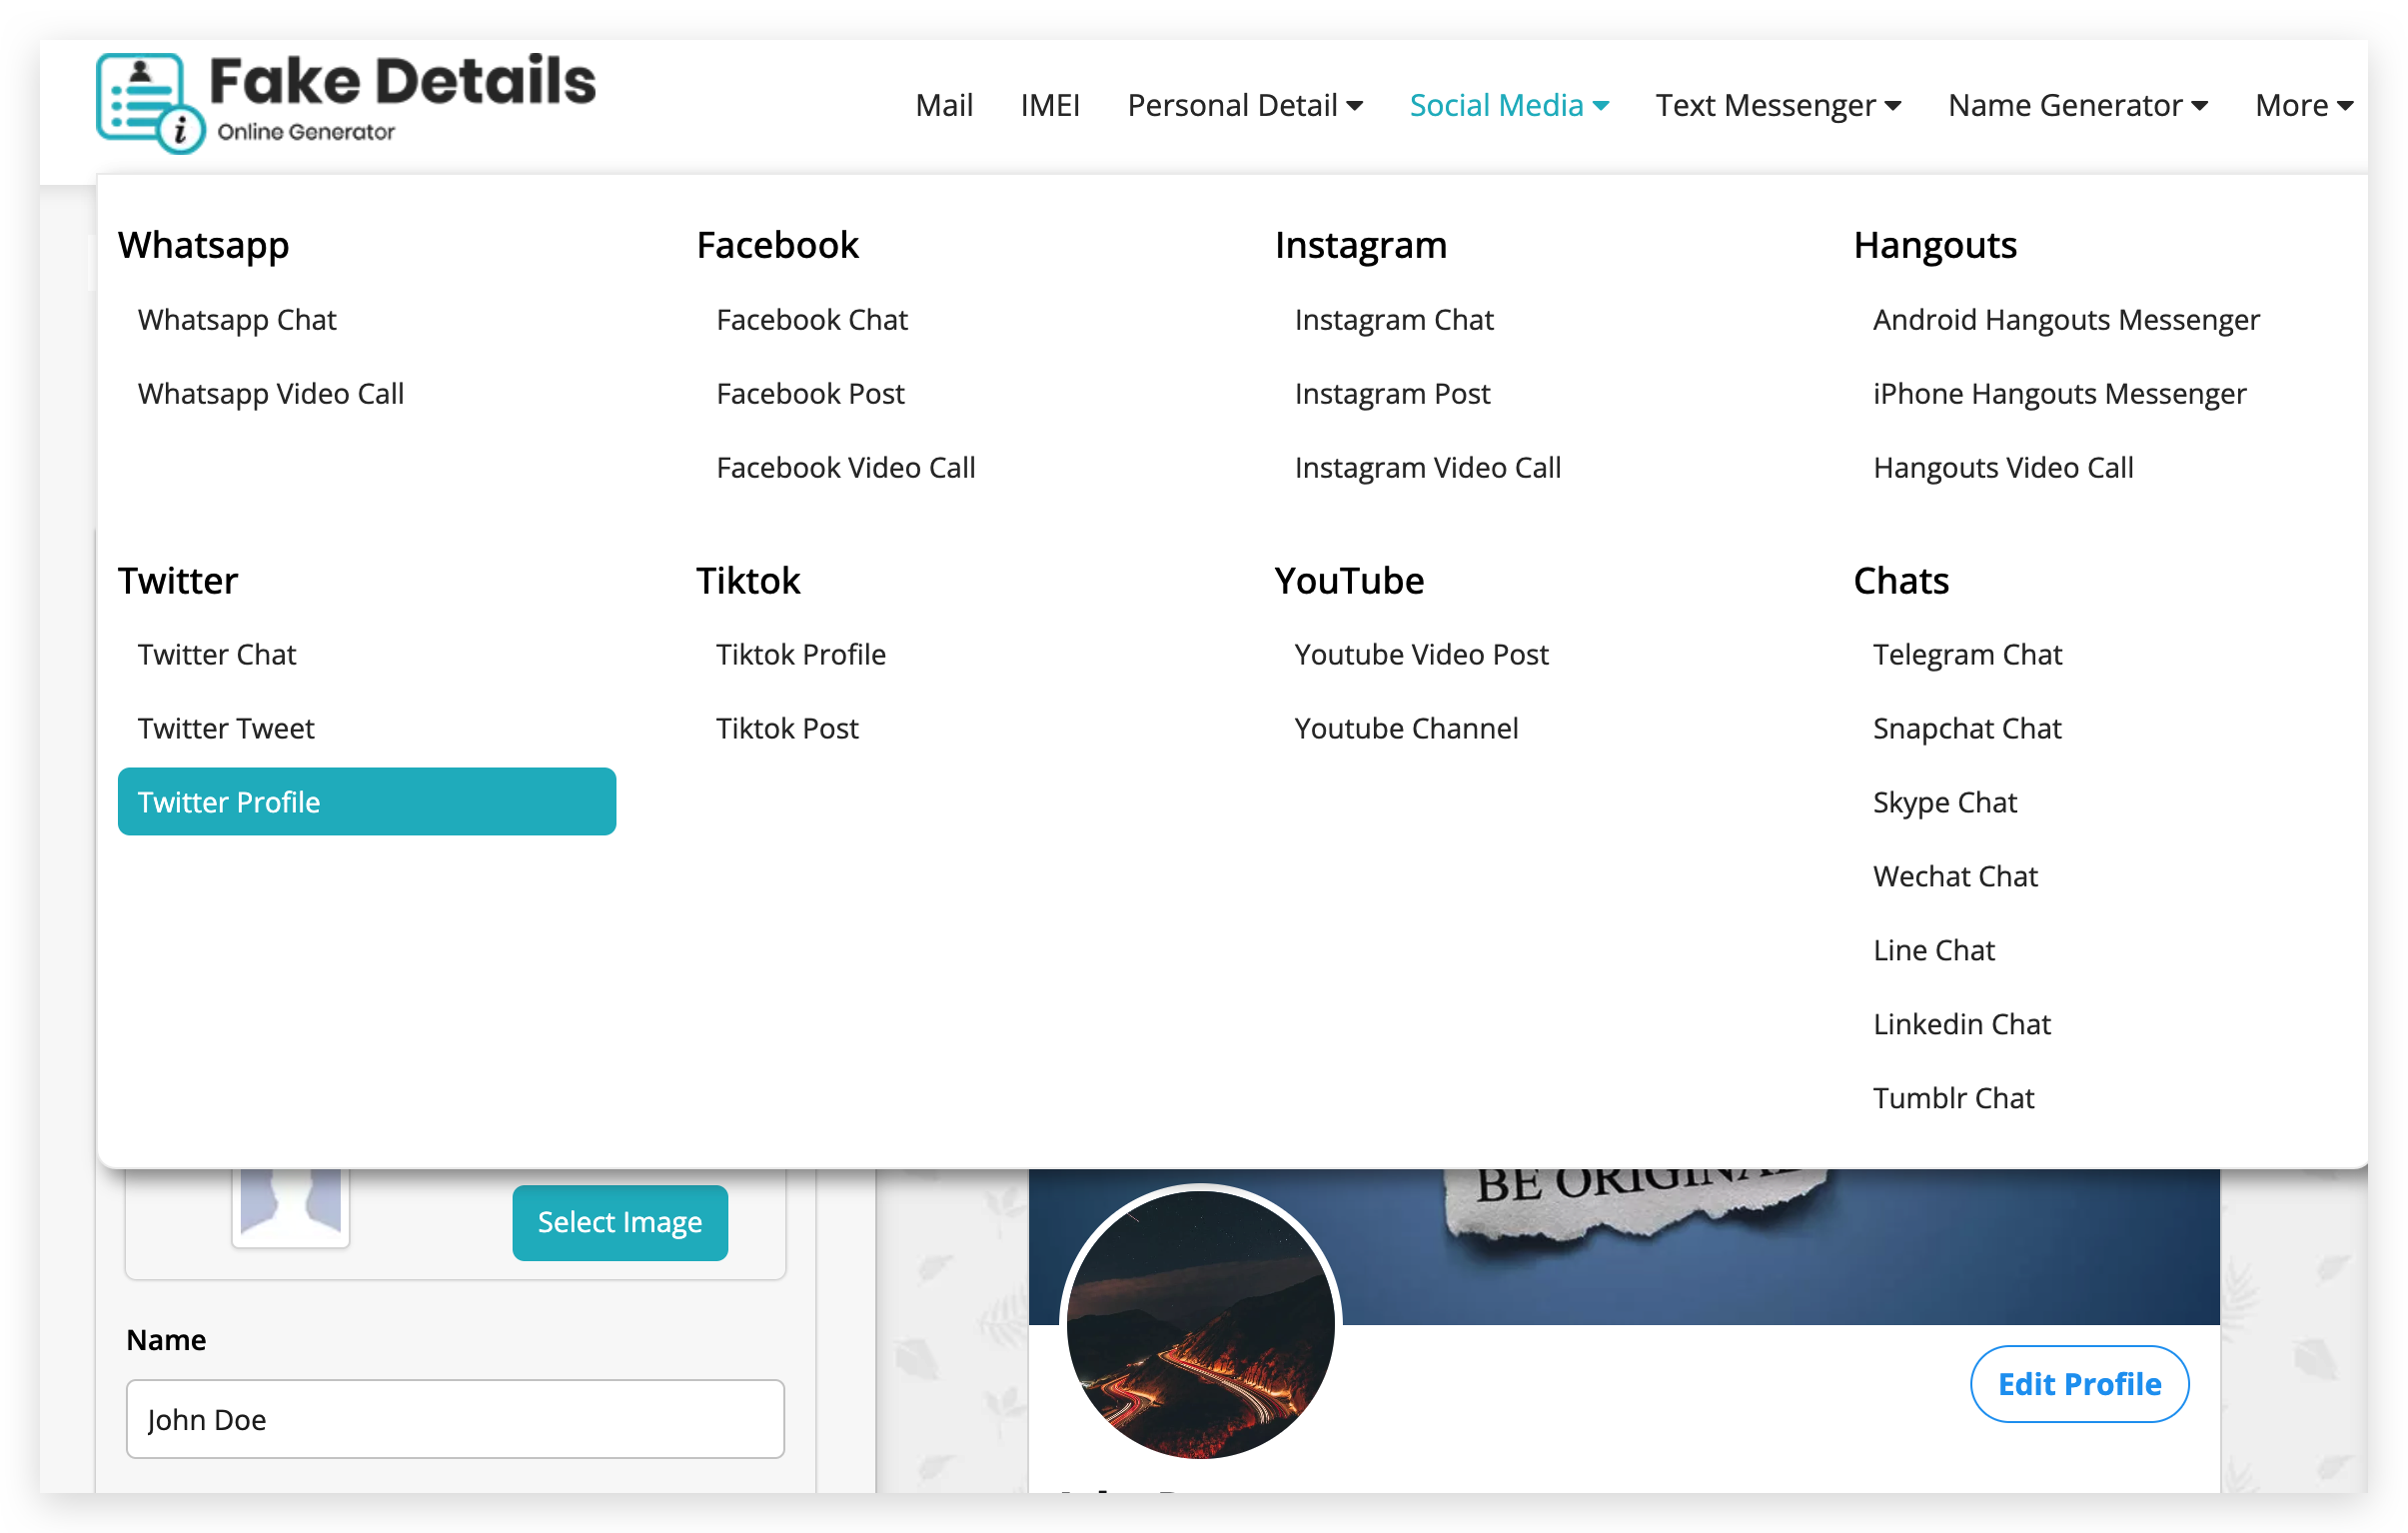 Fake Details
Online Generator
Mail IMEI Personal Detail Social Media Text Messenger Name Generator More
Whatsapp
Whatsapp Chat
Whatsapp Video Call
Facebook
Facebook Chat
Facebook Post
Facebook Video Call
Instagram
Instagram Chat
Instagram Post
Instagram Video Call
Hangouts
Android Hangouts Messenger
iPhone Hangouts Messenger
Hangouts Video Call
Twitter
Twitter Chat
Twitter Tweet
Twitter Profile
Tiktok
Tiktok Profile
Tiktok Post
YouTube
Youtube Video Post
Youtube Channel
Chats
Telegram Chat
Snapchat Chat
Skype Chat
Wechat Chat
Line Chat
Linkedin Chat
Tumblr Chat
Select Image
Name
John Doe
BE ORIGINAL
Edit Profile